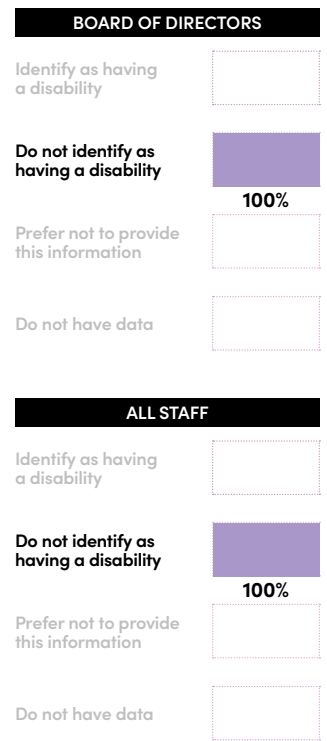 BOARD OF DIRECTORS
Identify as having
a disability
Do not identify as
having a disability
100%
Prefer not to provide
this information
Do not have data
ALL STAFF
Identify as having
a disability
Do not identify as
having a disability
100%
Prefer not to provide
this information
Do not have data